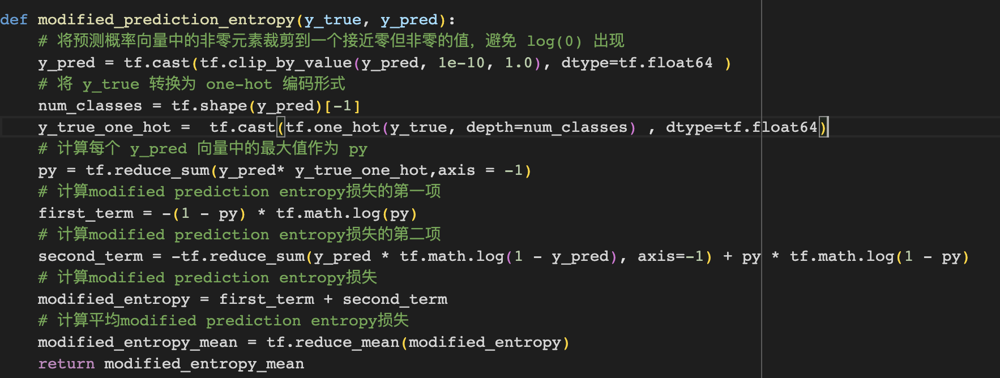 def modified_prediction_entropy(y_true, y_pred):
    # 将预测概率向量中的非零元素裁剪到一个接近零但非零的值，避免 log(0) 出现
    y_pred = tf.cast(tf.clip_by_value(y_pred, 1e-10, 1.0), dtype=tf.float64 )
    # 将 y_true 转换为 one-hot 编码形式
    num_classes = tf.shape(y_pred)[-1]
    y_true_one_hot =  tf.cast(tf.one_hot(y_true, depth=num_classes) , dtype=tf.float64)
    # 计算每个 y_pred 向量中的最大值作为 py
    py = tf.reduce_sum(y_pred* y_true_one_hot,axis = -1)
    # 计算modified prediction entropy损失的第一项
    first_term = -(1 - py) * tf.math.log(py)
    # 计算modified prediction entropy损失的第二项
    second_term = -tf.reduce_sum(y_pred * tf.math.log(1 - y_pred), axis=-1) + py * tf.math.log(1 - py)
    # 计算modified prediction entropy损失
    modified_entropy = first_term + second_term
    # 计算平均modified prediction entropy损失
    modified_entropy_mean = tf.reduce_mean(modified_entropy)
    return modified_entropy_mean